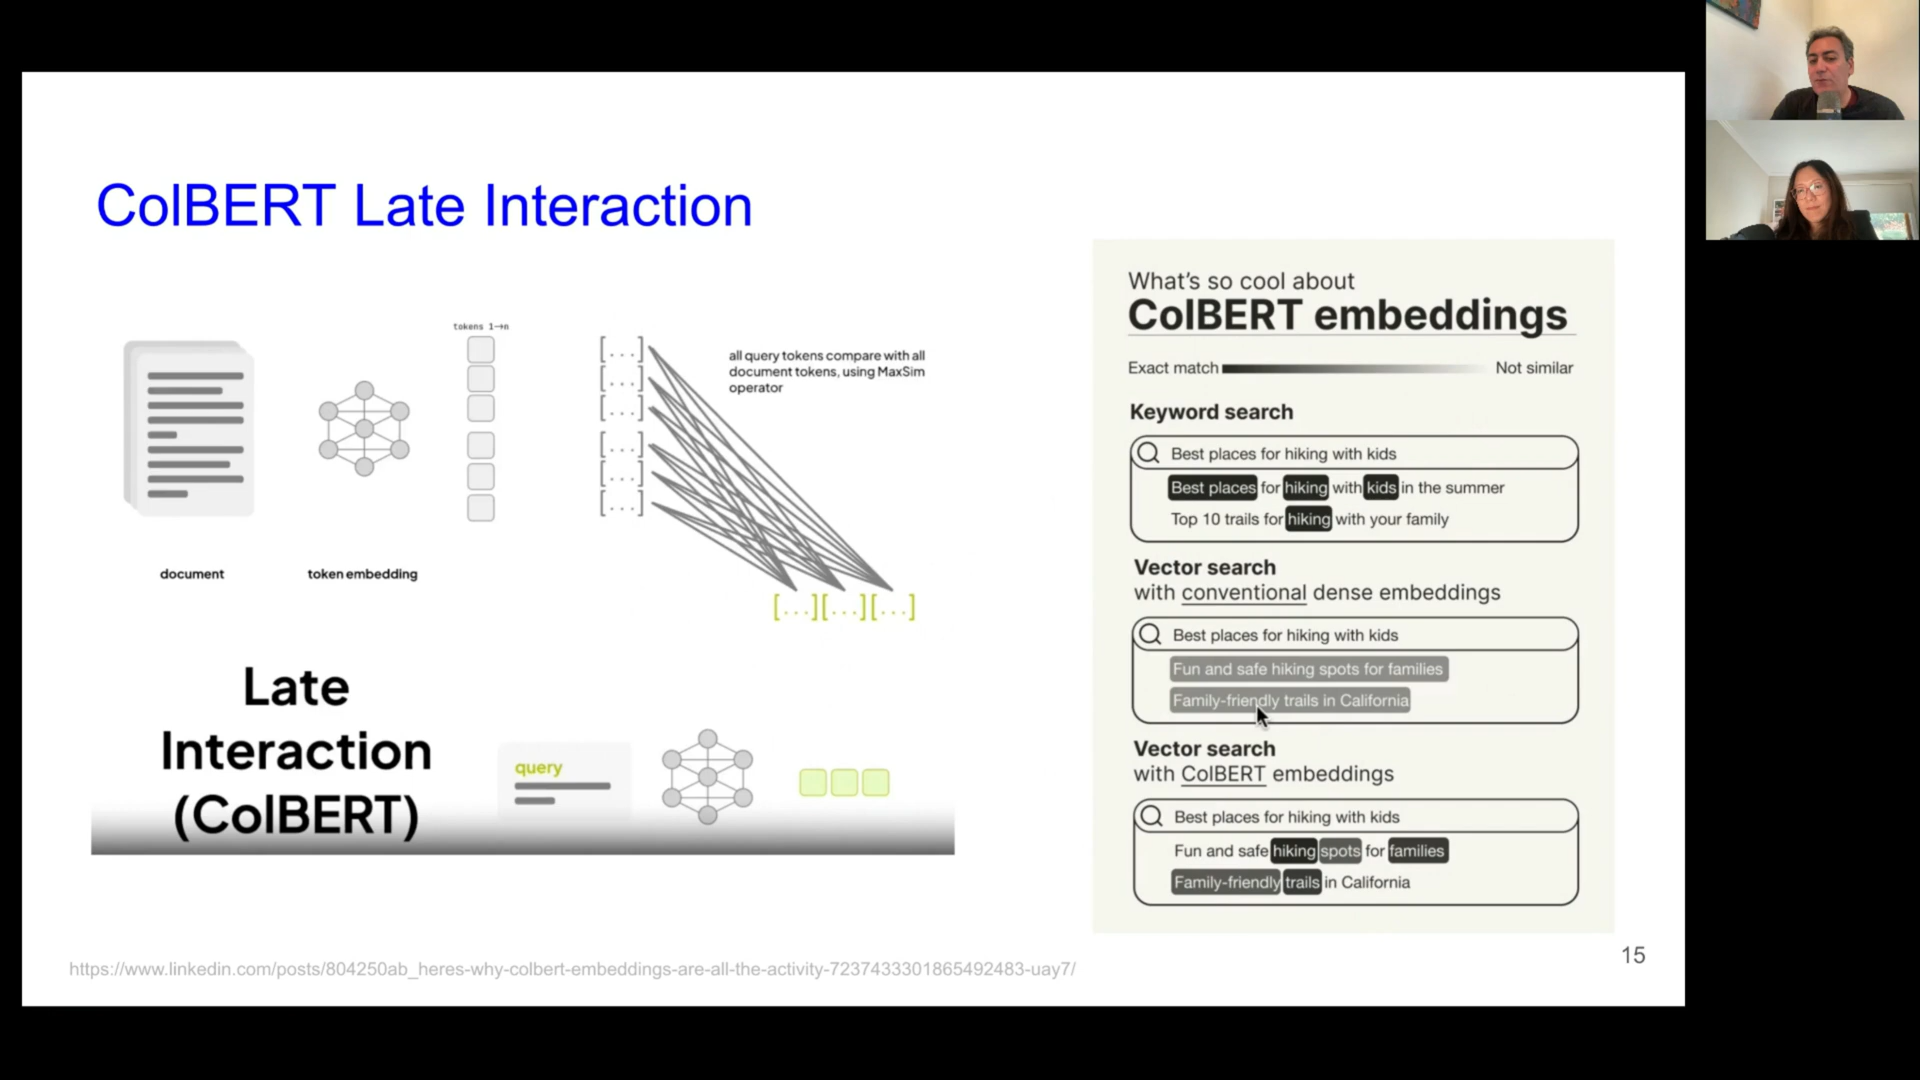 ColBERT Late Interaction
tokens 1→n
[...]
[...]
[...]
[...]
[...]
[...]
all query tokens compare with all
document tokens, using MaxSim
operator
document
token embedding
[...][...][...]
Late
Interaction
(ColBERT)
query
What's so cool about
ColBERT embeddings
Exact match
Not similar
Keyword search
Best places for hiking with kids
Best places for hiking with kids in the summer
Top 10 trails for hiking with your family
Vector search
with conventional dense embeddings
Best places for hiking with kids
Fun and safe hiking spots for families
Family-friendly trails in California
Vector search
with ColBERT embeddings
Best places for hiking with kids
Fun and safe hiking spots for families
Family-friendly trails in California
https://www.linkedin.com/posts/804250ab_heres-why-colbert-embeddings-are-all-the-activity-7237433301865492483-uay7/
15